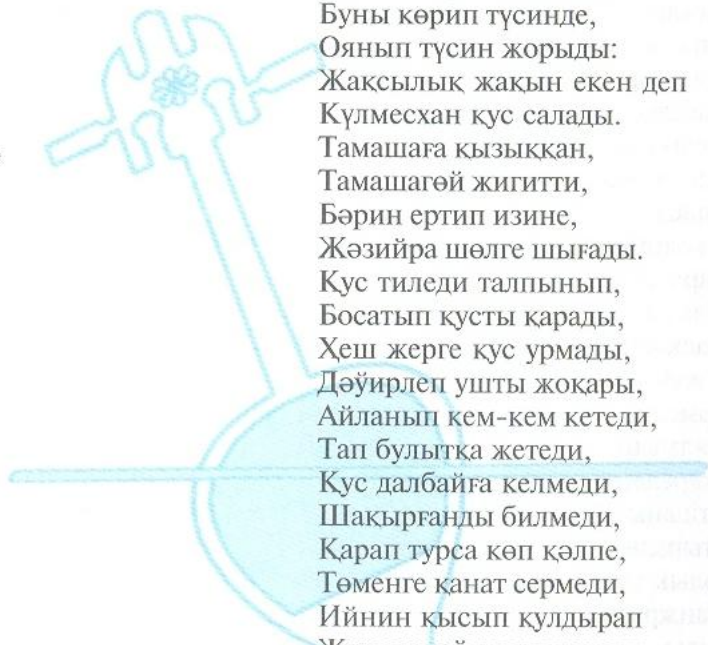 Буны көрип түсинде,
Оянып түсин жорыды:
Жақсылық жақын екен деп
Күлмесхан қус салады.
Тамашаға қызыққан,
Тамашагөй жигитти,
Бәрин ертип изине,
Жәзийра шөлге шығады.
Қус тиледи талпынып,
Босатып қусты қарады,
Ҳеш жерге қус урмады,
Дәўирлеп ушты жоқары,
Айланып кем-кем кетеди,
Тап булытқа жетеди,
Қус далбайға келмеди,
Шақырғанды билмеди,
Қарап турса көп қәлпе,
Төменге қанат сермеди,
Ийнин қысып қулдырап